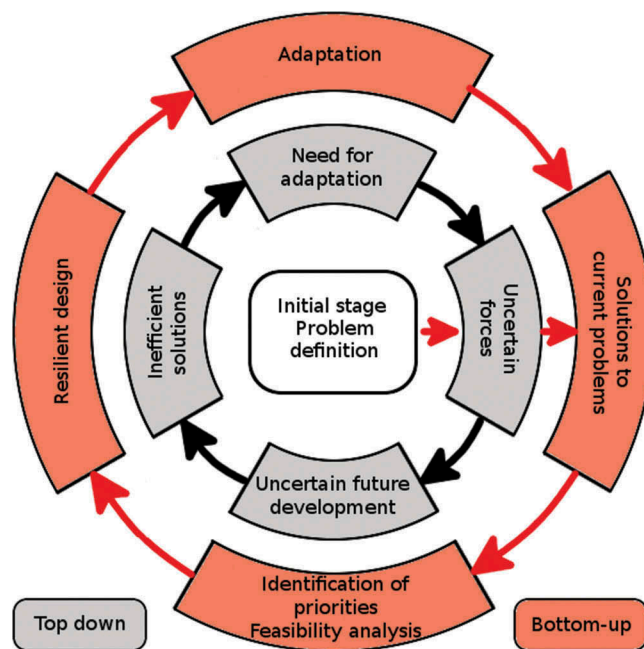 Adaptation
Need for
adaptation
Resilient design
Inefficient
solutions
Initial stage
Problem
definition
Uncertain
forces
Solutions to
current problems
Uncertain future
development
Identification of
priorities
Feasibility analysis
Top down
Bottom-up